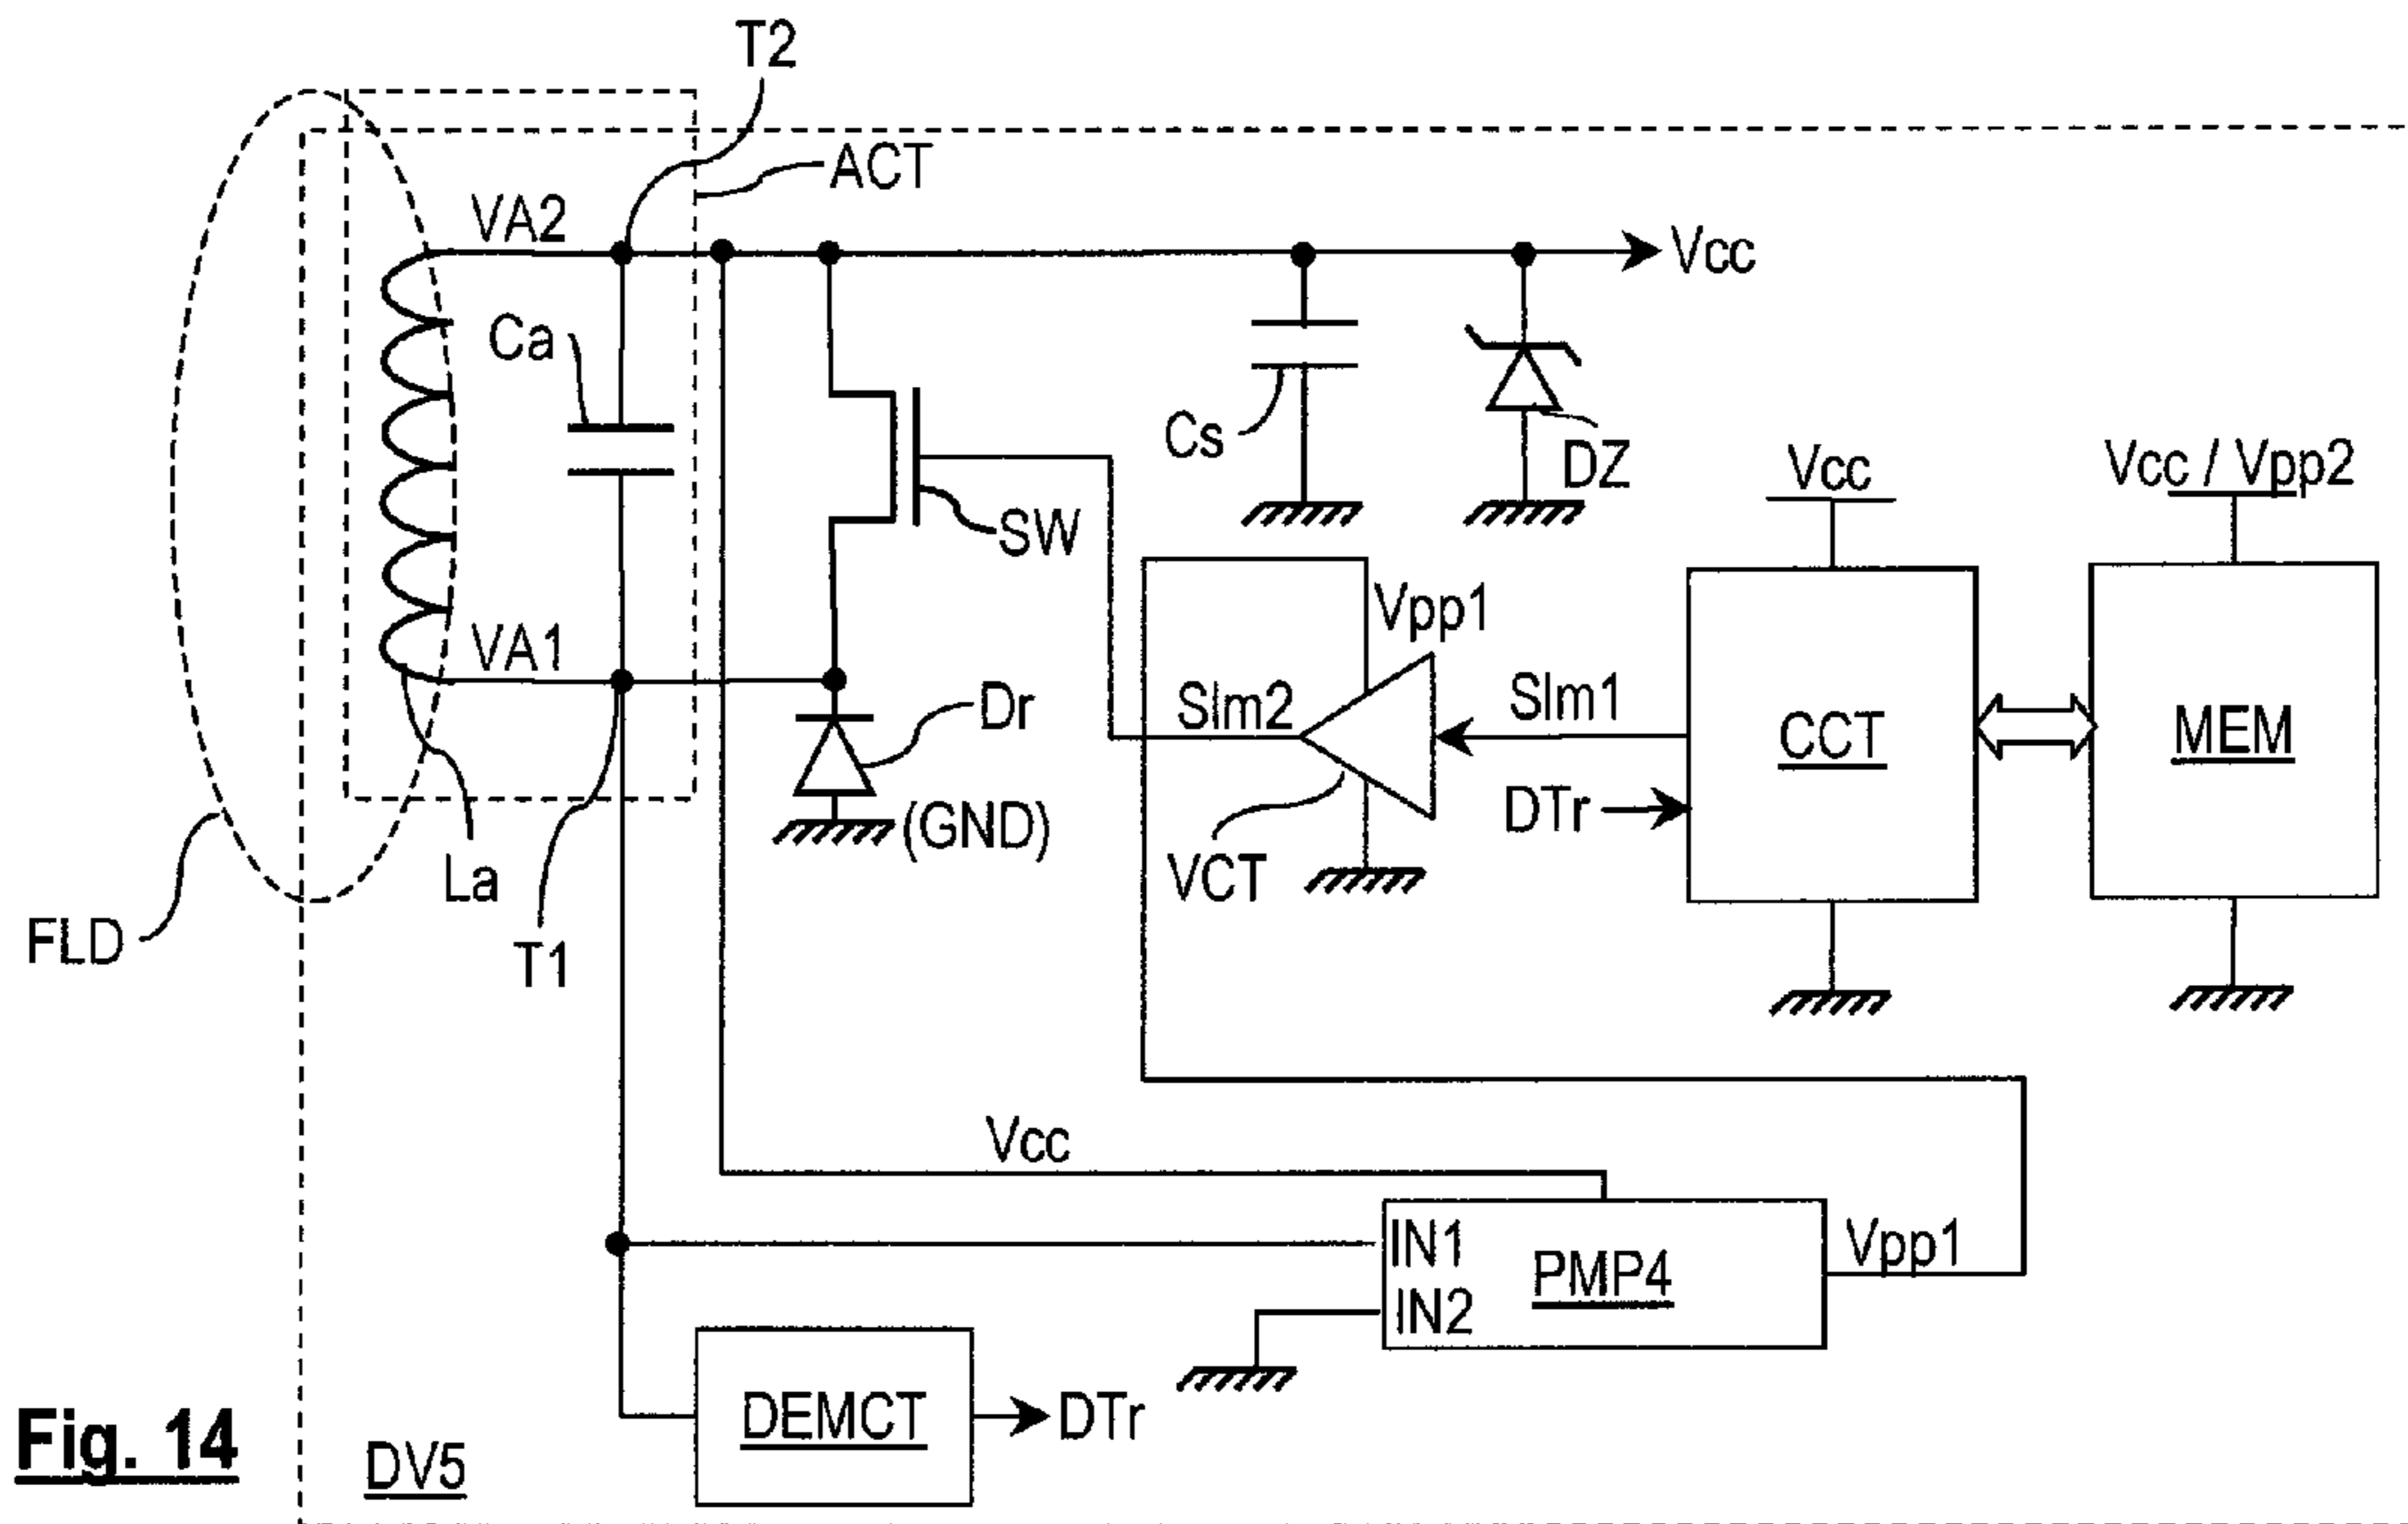 T2
ACT
VA2
Vcc
Ca
Cs
DZ
Vcc
Vcc / Vpp2
SW
Vpp1
VA1
Dr
Slm2
Slm1
CCT
MEM
(GND)
DTr
La
VCT
FLD
T1
Vcc
IN1
PMP4
Vpp1
IN2
DEMCT
DTr
Fig. 14
DV5